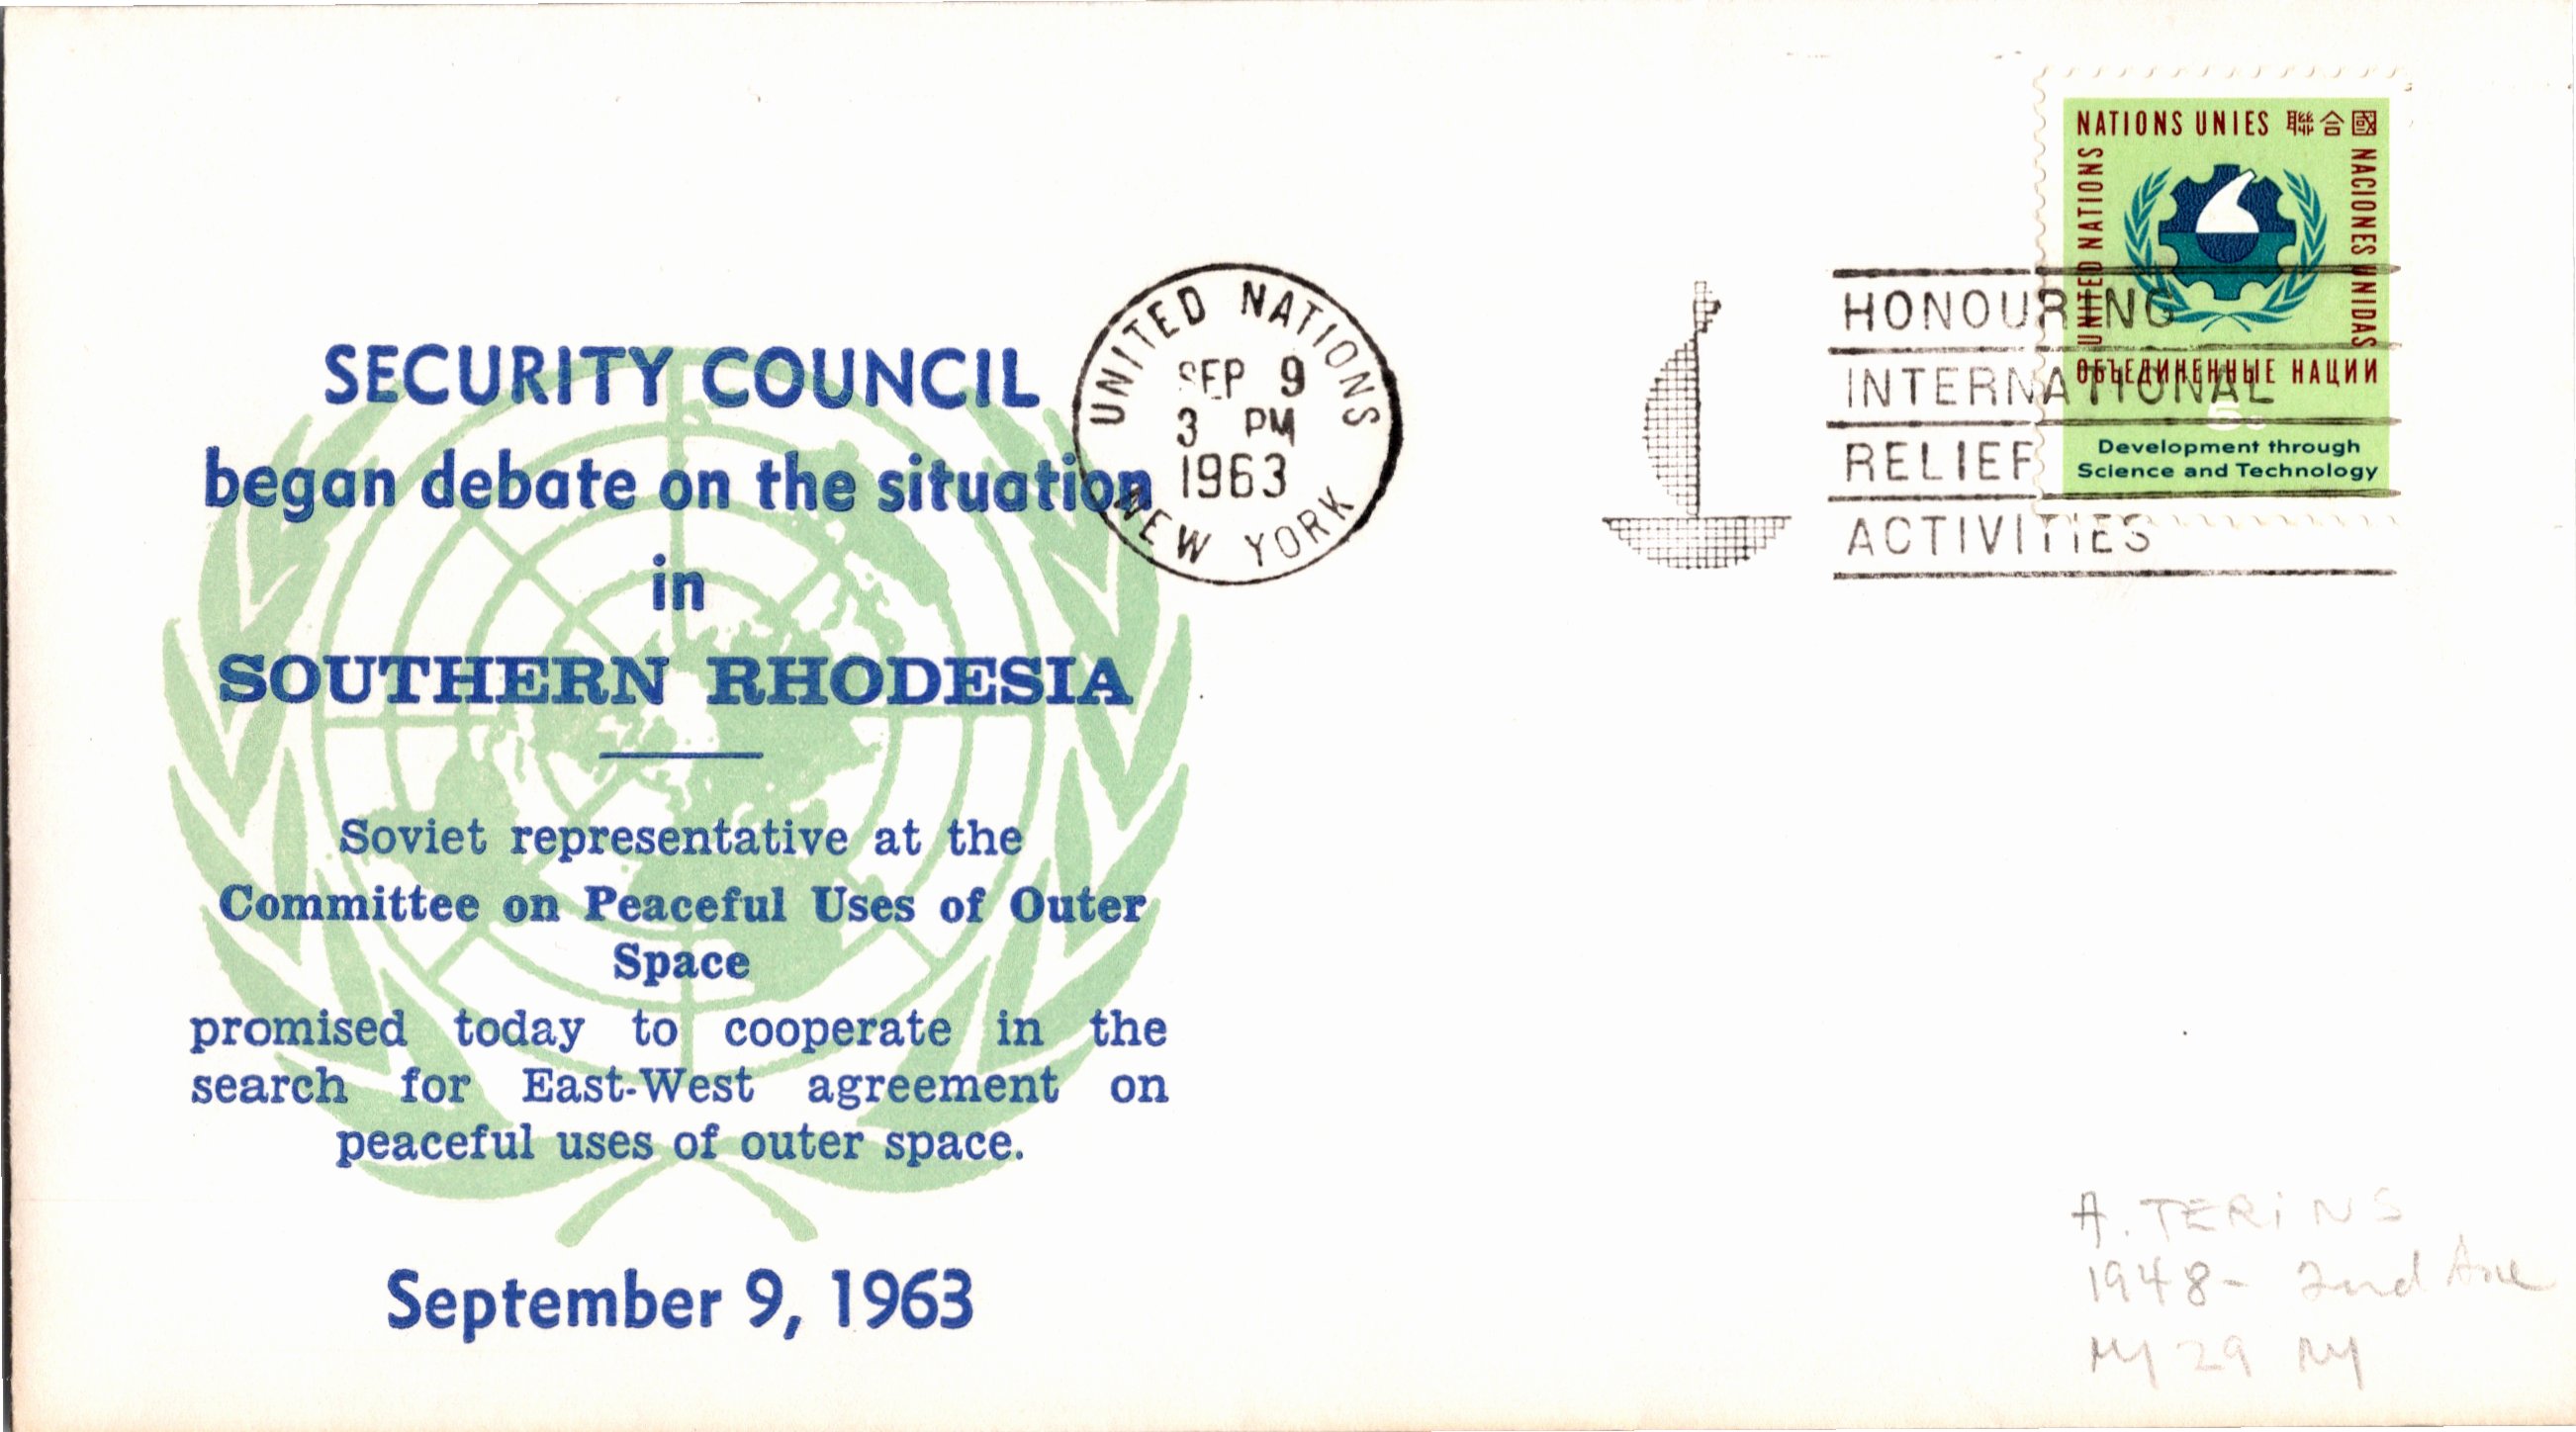 SECURITY COUNCIL
began debate on the situation
in
SOUTHERN RHODESIA
Soviet representative at the
Committee on Peaceful Uses of Outer
Space
promised today to cooperate in the
search for East-West agreement on
peaceful uses of outer space.
September 9, 1963
UNITED NATIONS
SEP 9
3 PM
1963
NEW YORK
HONOURING
INTERNATIONAL
RELIEF
ACTIVITIES
NATIONS UNIES 聯合國
UNITED NATIONS
NACIONES UNIDAS
ОБЪЕДИНЕННЫЕ НАЦИИ
5c
Development through
Science and Technology
A. TERINS
1948- 2nd Ave
NY 29 NY